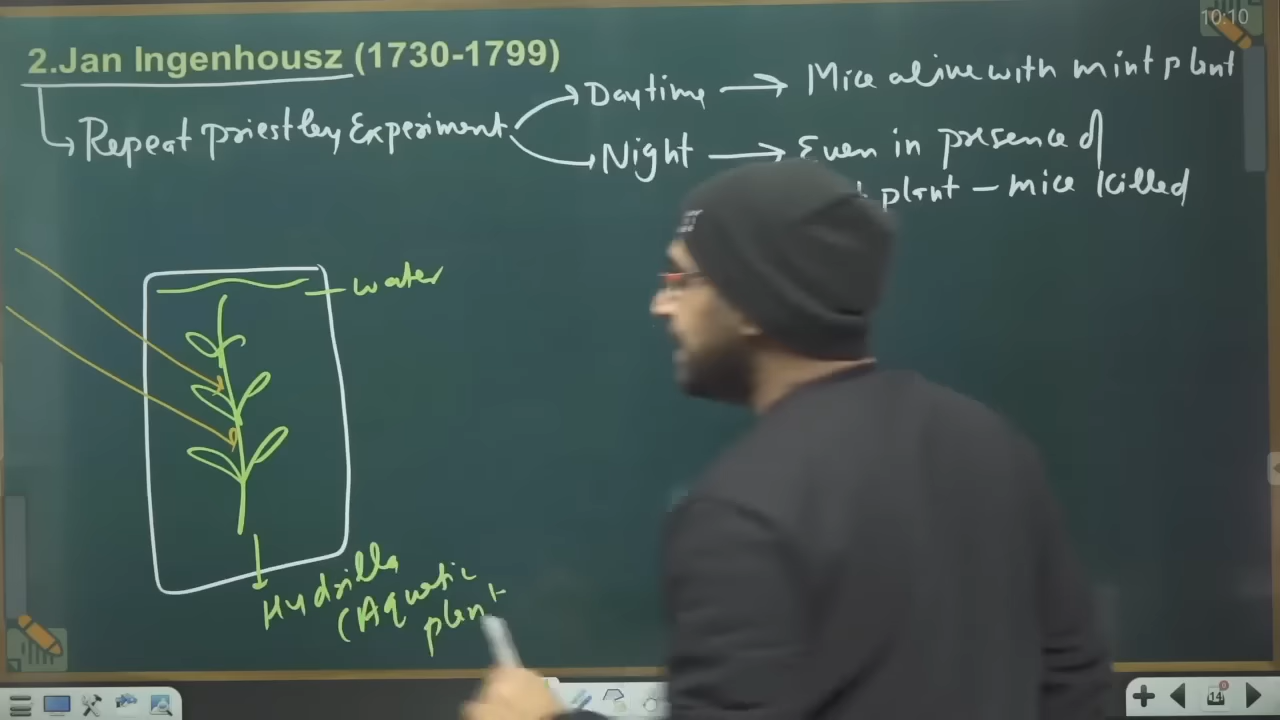 10:10
2.Jan Ingenhousz (1730-1799)
Daytime → Mice alive with mint plant
Repeat priestley Experiment
Night → Even in presence of
plant - mice killed
water
Hydrilla
(Aquatic
plant
14